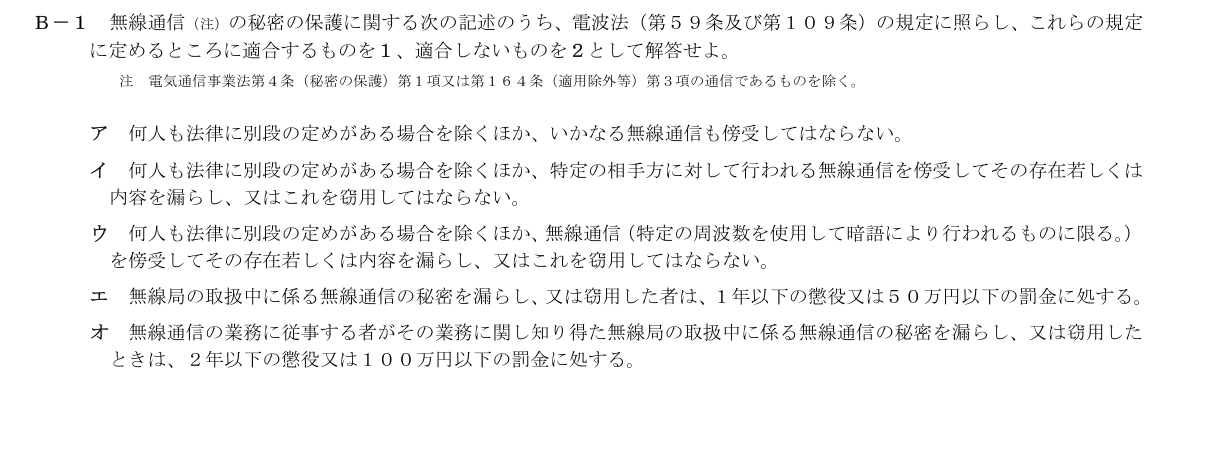 Ｂ－１　無線通信（注）の秘密の保護に関する次の記述のうち、電波法（第５９条及び第１０９条）の規定に照らし、これらの規定
に定めるところに適合するものを１、適合しないものを２として解答せよ。
注　電気通信事業法第４条（秘密の保護）第１項又は第１６４条（適用除外等）第３項の通信であるものを除く。
ア　何人も法律に別段の定めがある場合を除くほか、いかなる無線通信も傍受してはならない。
イ　何人も法律に別段の定めがある場合を除くほか、特定の相手方に対して行われる無線通信を傍受してその存在若しくは
内容を漏らし、又はこれを窃用してはならない。
ウ　何人も法律に別段の定めがある場合を除くほか、無線通信（特定の周波数を使用して暗語により行われるものに限る。）
を傍受してその存在若しくは内容を漏らし、又はこれを窃用してはならない。
エ　無線局の取扱中に係る無線通信の秘密を漏らし、又は窃用した者は、１年以下の懲役又は５０万円以下の罰金に処する。
オ　無線通信の業務に従事する者がその業務に関し知り得た無線局の取扱中に係る無線通信の秘密を漏らし、又は窃用した
ときは、２年以下の懲役又は１００万円以下の罰金に処する。